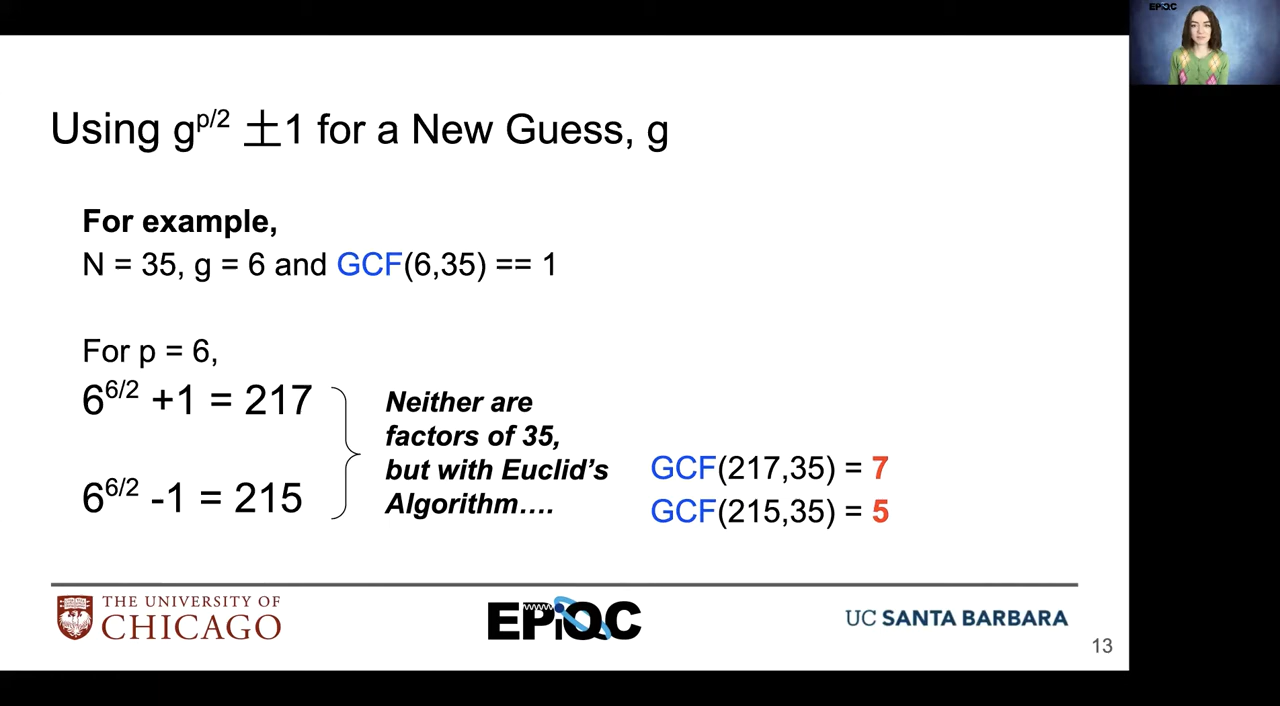 EPiQC
Using g^p/2 土1 for a New Guess, g
For example,
N = 35, g = 6 and GCF(6,35) == 1
For p = 6,
6^6/2 +1 = 217
6^6/2 -1 = 215
Neither are
factors of 35,
but with Euclid’s
Algorithm....
GCF(217,35) = 7
GCF(215,35) = 5
THE UNIVERSITY OF
CHICAGO
EPiQC
UC SANTA BARBARA
13